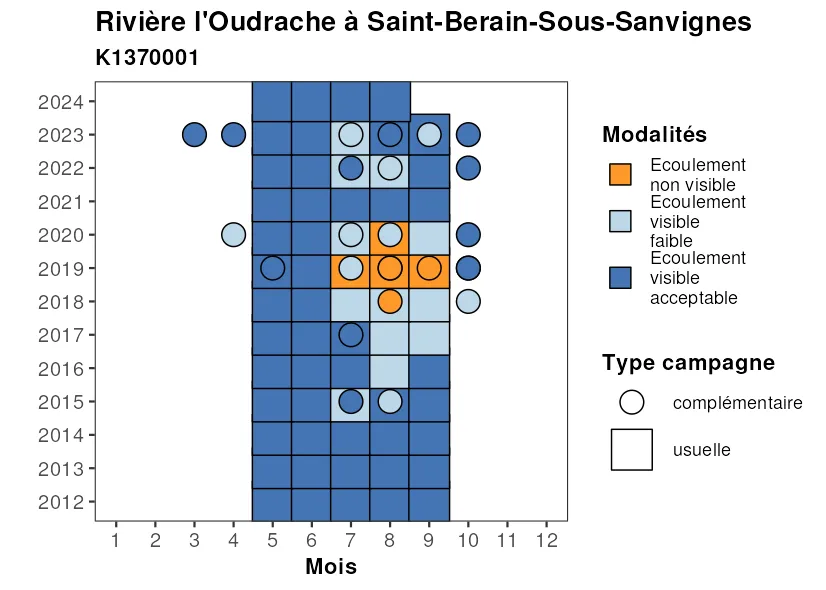 Rivière l'Oudrache à Saint-Berain-Sous-Sanvignes
K1370001
2024
2023
2022
2021
2020
2019
2018
2017
2016
2015
2014
2013
2012
1 2 3 4 5 6 7 8 9 10 11 12
Mois
Modalités
Ecoulement
non visible
Ecoulement
visible
faible
Ecoulement
visible
acceptable
Type campagne
complémentaire
usuelle